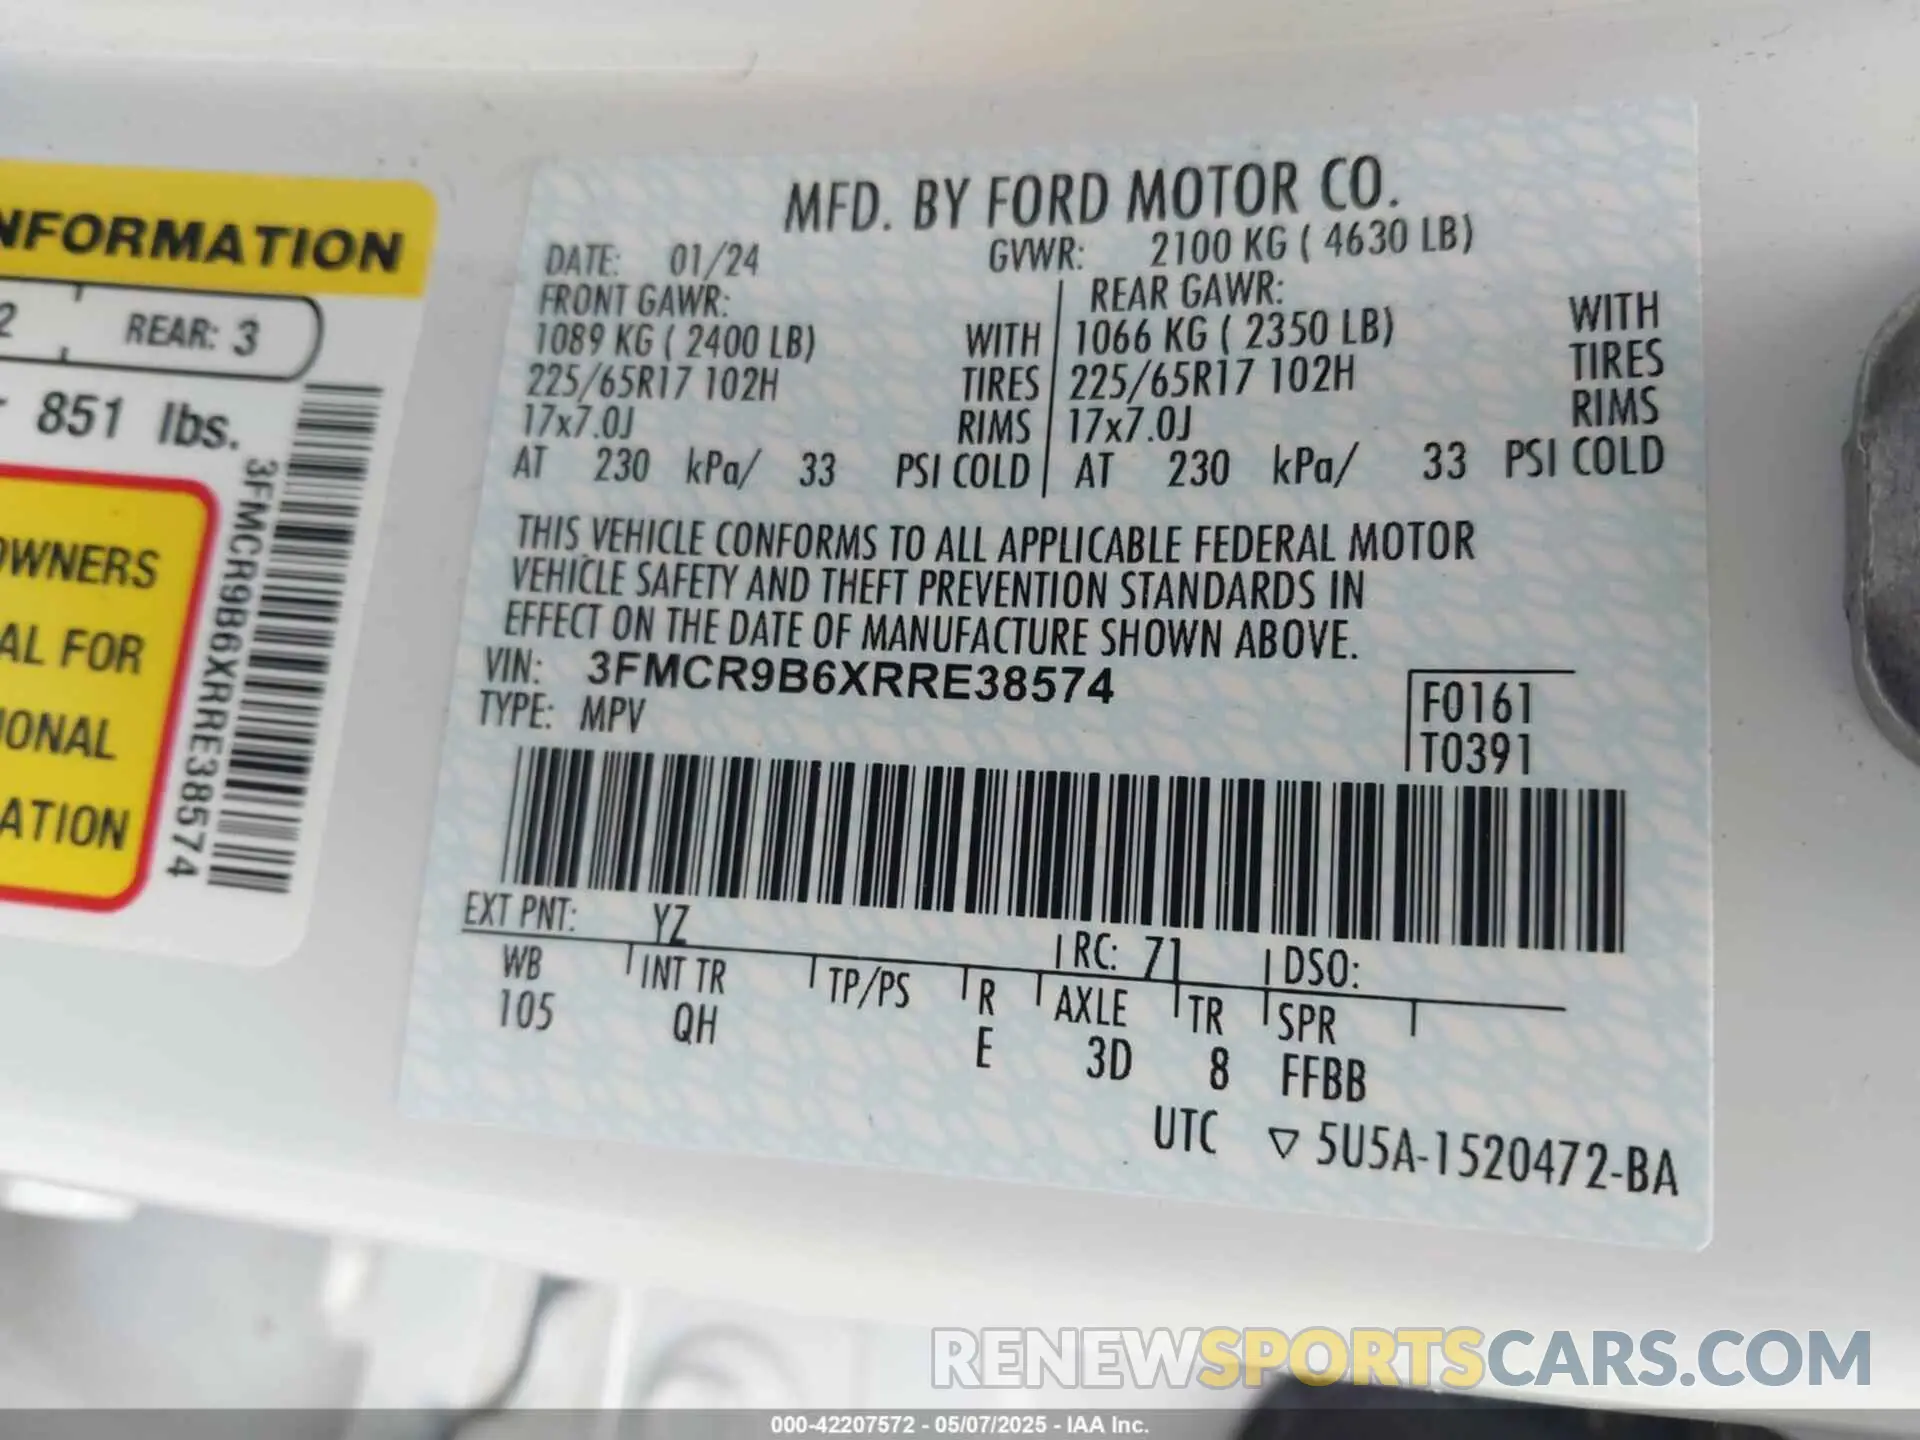 NFORMATION
2 REAR: 3
851 lbs.
OWNERS
AL FOR
IONAL
ATION
3FMCR9B6XRRE38574
MFD. BY FORD MOTOR CO.
DATE: 01/24 GVWR: 2100 KG ( 4630 LB)
FRONT GAWR: REAR GAWR:
1089 KG ( 2400 LB) WITH 1066 KG ( 2350 LB) WITH
225/65R17 102H TIRES 225/65R17 102H TIRES
17x7.0J RIMS 17x7.0J RIMS
AT 230 kPa/ 33 PSI COLD AT 230 kPa/ 33 PSI COLD
THIS VEHICLE CONFORMS TO ALL APPLICABLE FEDERAL MOTOR
VEHICLE SAFETY AND THEFT PREVENTION STANDARDS IN
EFFECT ON THE DATE OF MANUFACTURE SHOWN ABOVE.
VIN: 3FMCR9B6XRRE38574
TYPE: MPV
F0161
T0391
EXT PNT: YZ RC: 71 DSO:
WB INT TR TP/PS R AXLE TR SPR
105 QH E 3D 8 FFBB
UTC ▽ 5U5A-1520472-BA
RENEWSPORTSCARS.COM
000-42207572 - 05/07/2025 - IAA Inc.